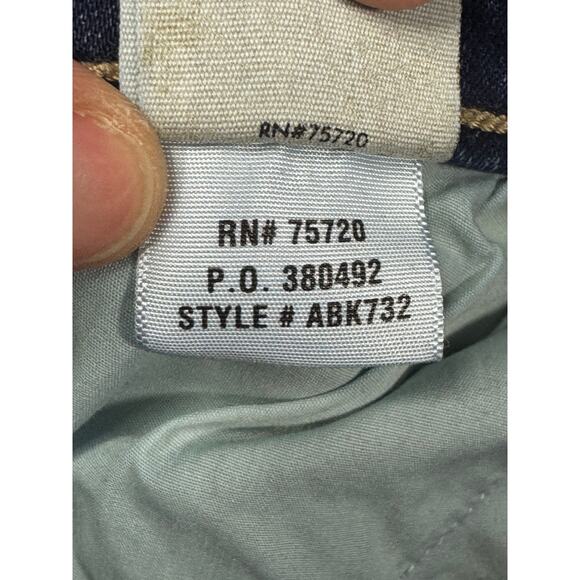 RN#75720
RN# 75720
P.O. 380492
STYLE # ABK732